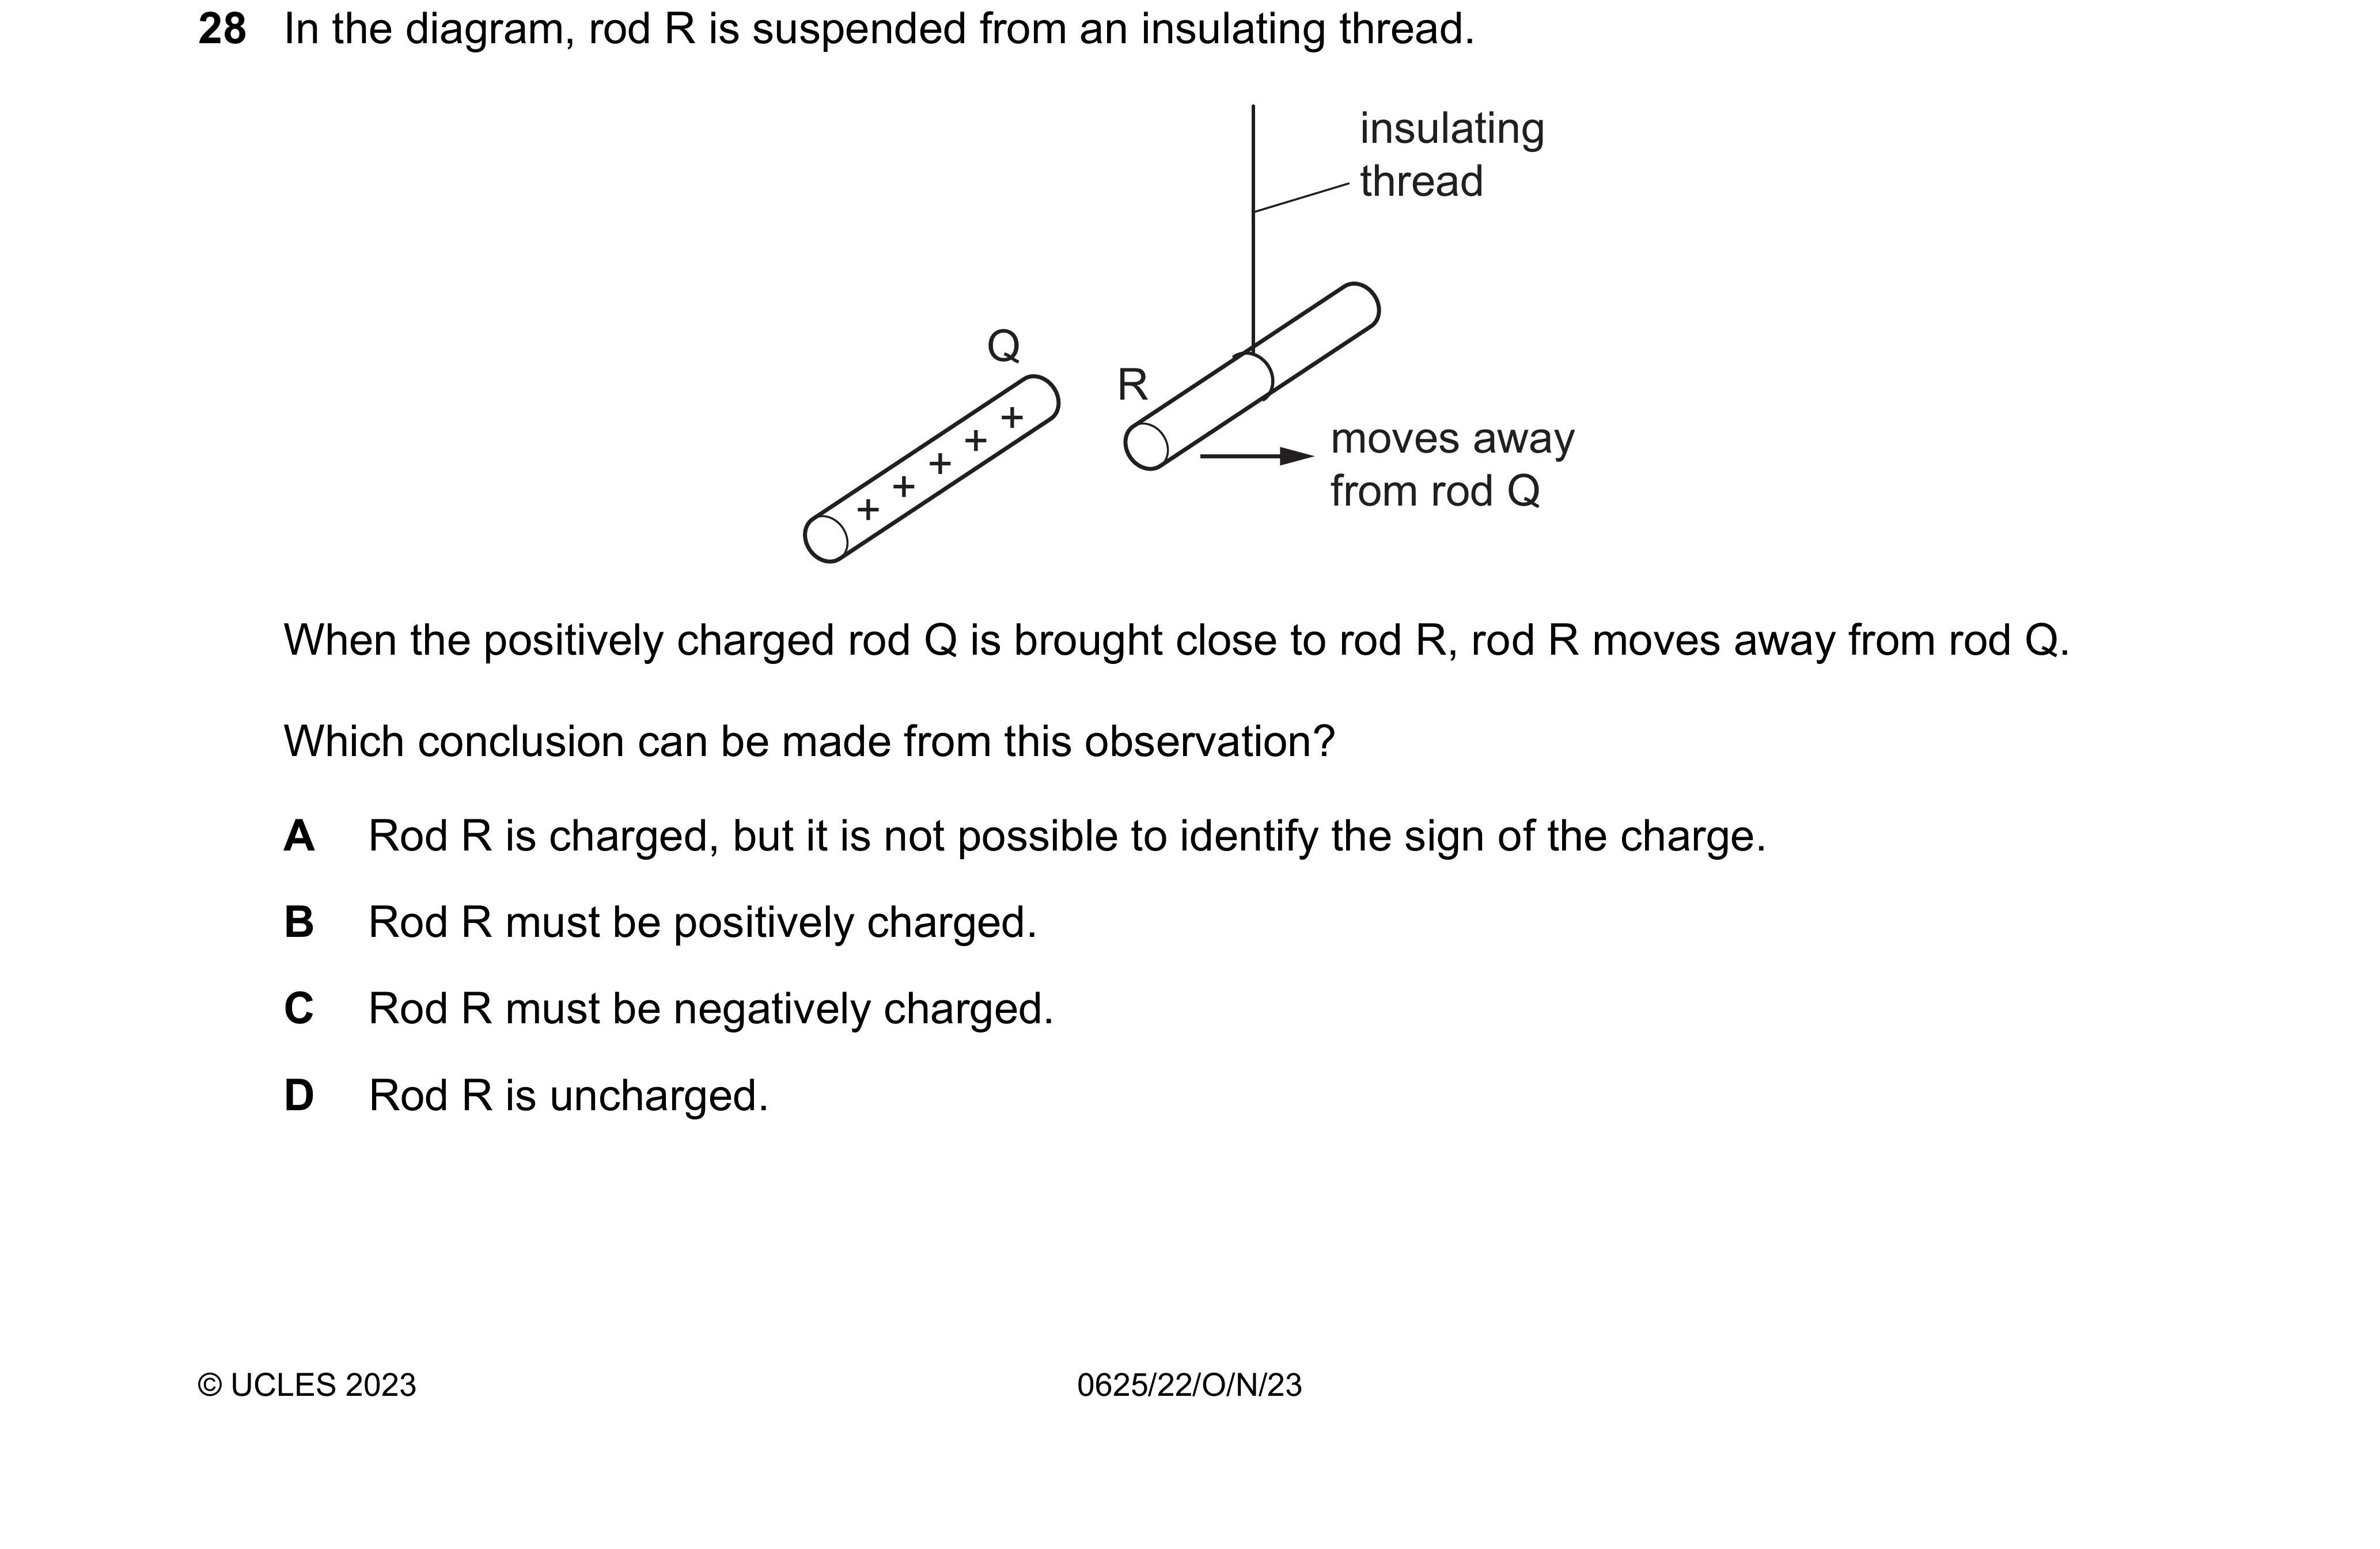 28 In the diagram, rod R is suspended from an insulating thread.
insulating
thread
Q
R
+ + + + +
moves away
from rod Q
When the positively charged rod Q is brought close to rod R, rod R moves away from rod Q.
Which conclusion can be made from this observation?
A Rod R is charged, but it is not possible to identify the sign of the charge.
B Rod R must be positively charged.
C Rod R must be negatively charged.
D Rod R is uncharged.
© UCLES 2023 0625/22/O/N/23